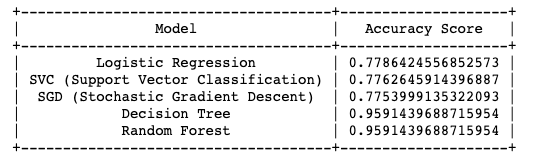 Model | Accuracy Score
Logistic Regression | 0.7786424556852573
SVC (Support Vector Classification) | 0.7762645914396887
SGD (Stochastic Gradient Descent) | 0.7753999135322093
Decision Tree | 0.9591439688715954
Random Forest | 0.9591439688715954